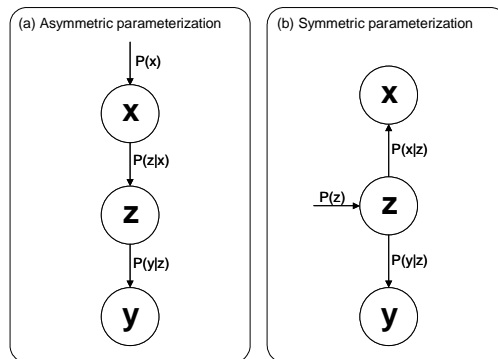 (a) Asymmetric parameterization
P(x)
x
P(z|x)
z
P(y|z)
y
(b) Symmetric parameterization
x
P(x|z)
P(z)
z
P(y|z)
y